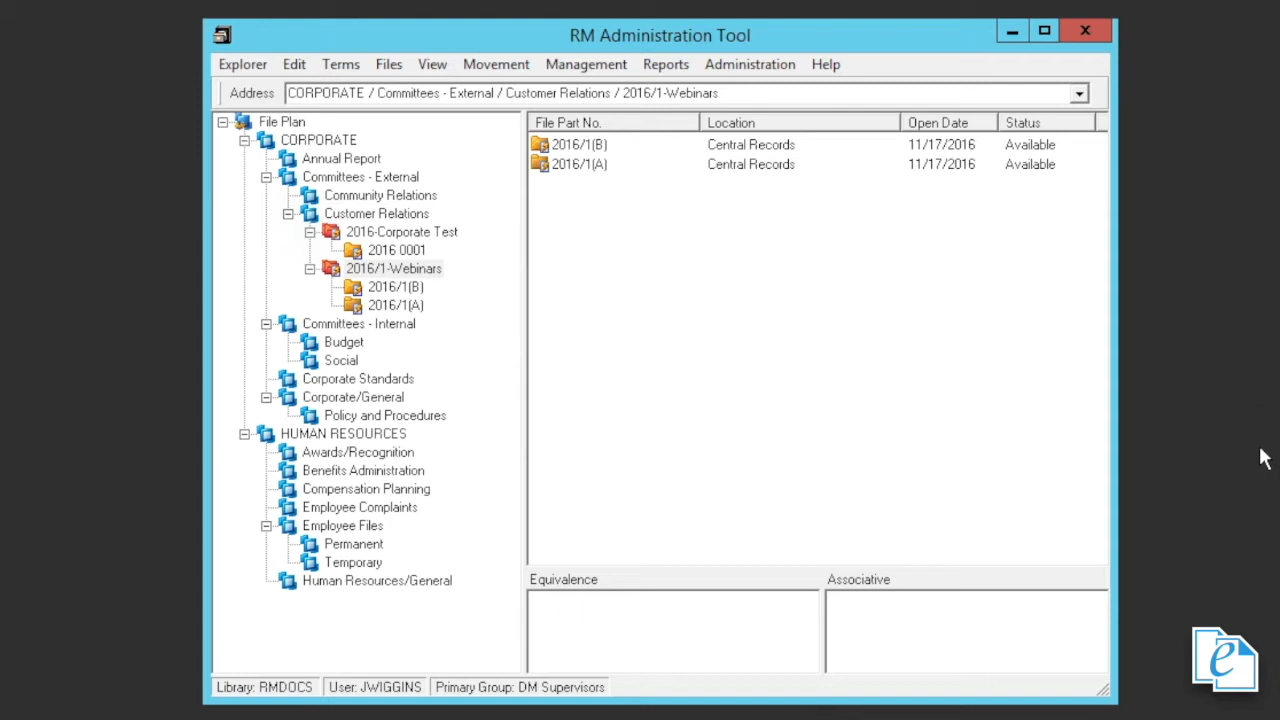 RM Administration Tool
Explorer Edit Terms Files View Movement Management Reports Administration Help
Address CORPORATE / Committees - External / Customer Relations / 2016/1-Webinars
File Plan
CORPORATE
Annual Report
Committees - External
Community Relations
Customer Relations
2016-Corporate Test
2016 0001
2016/1-Webinars
2016/1(B)
2016/1(A)
Committees - Internal
Budget
Social
Corporate Standards
Corporate/General
Policy and Procedures
HUMAN RESOURCES
Awards/Recognition
Benefits Administration
Compensation Planning
Employee Complaints
Employee Files
Permanent
Temporary
Human Resources/General
File Part No. Location Open Date Status
2016/1(B) Central Records 11/17/2016 Available
2016/1(A) Central Records 11/17/2016 Available
Equivalence Associative
Library: RMDOCS User: JWIGGINS Primary Group: DM Supervisors
e